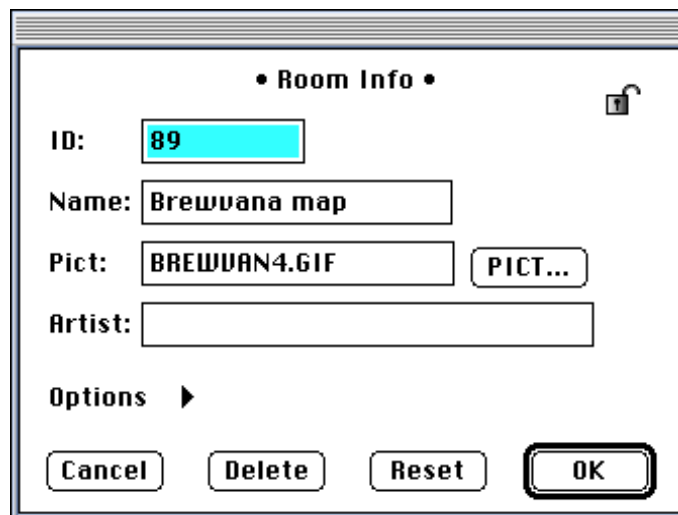 • Room Info •
ID: 89
Name: Brewvana map
Pict: BREWVAN4.GIF PICT...
Artist:
Options
Cancel Delete Reset OK